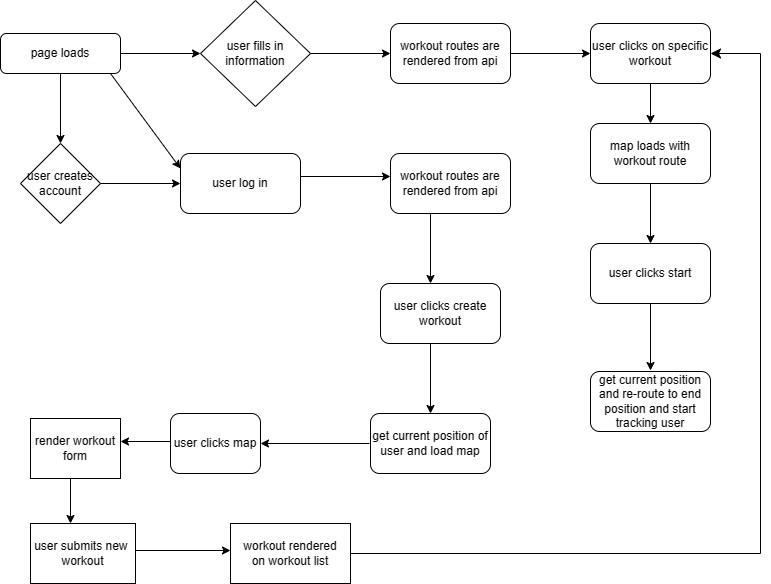 page loads
user fills in
information
workout routes are
rendered from api
user clicks on specific
workout
user creates
account
user log in
workout routes are
rendered from api
map loads with
workout route
user clicks create
workout
user clicks start
get current position
and re-route to end
position and start
tracking user
render workout
form
user clicks map
get current position of
user and load map
user submits new
workout
workout rendered
on workout list